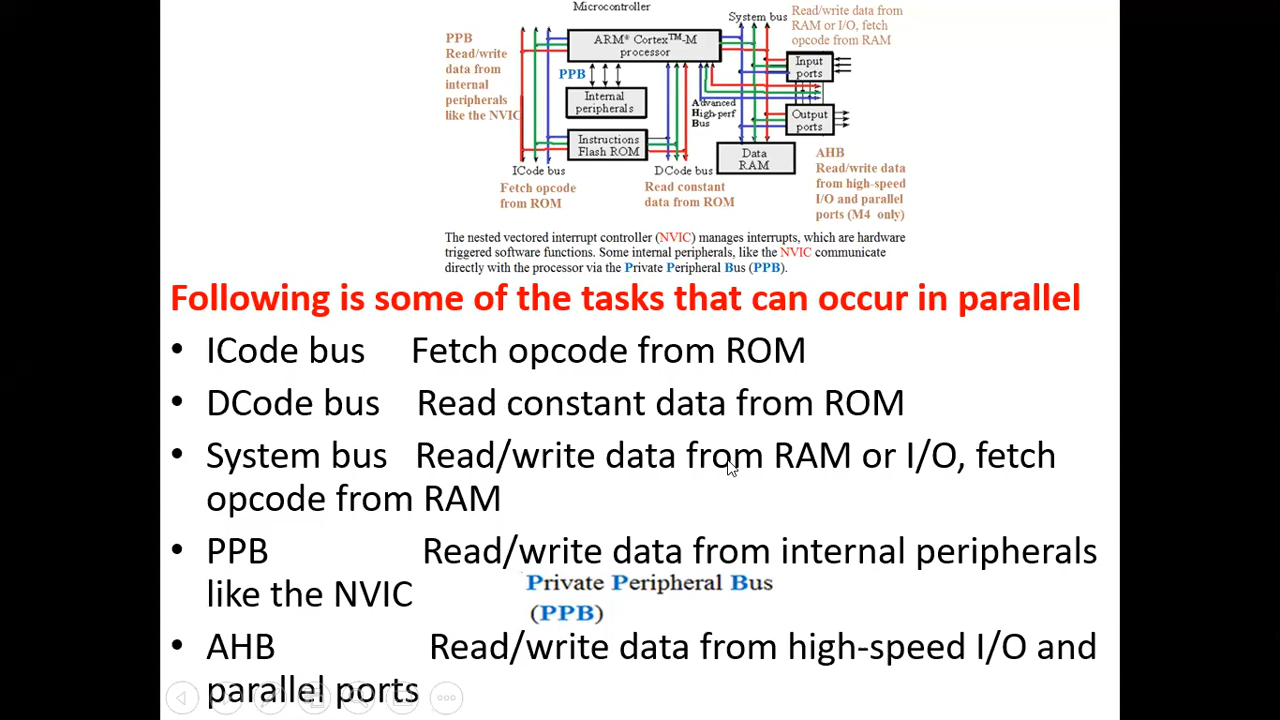 Microcontroller
System bus
Read/write data from
RAM or I/O, fetch
opcode from RAM
PPB
Read/write
data from
internal
peripherals
like the NVIC
ARM® Cortex™-M
processor
PPB
Internal
peripherals
Instructions
Flash ROM
Advanced
High-perf
Bus
Input
ports
Output
ports
Data
RAM
ICode bus
Fetch opcode
from ROM
DCode bus
Read constant
data from ROM
AHB
Read/write data
from high-speed
I/O and parallel
ports (M4 only)
The nested vectored interrupt controller (NVIC) manages interrupts, which are hardware
triggered software functions. Some internal peripherals, like the NVIC communicate
directly with the processor via the Private Peripheral Bus (PPB).
Following is some of the tasks that can occur in parallel
• ICode bus Fetch opcode from ROM
• DCode bus Read constant data from ROM
• System bus Read/write data from RAM or I/O, fetch
opcode from RAM
• PPB Read/write data from internal peripherals
like the NVIC
Private Peripheral Bus
(PPB)
• AHB Read/write data from high-speed I/O and
parallel ports